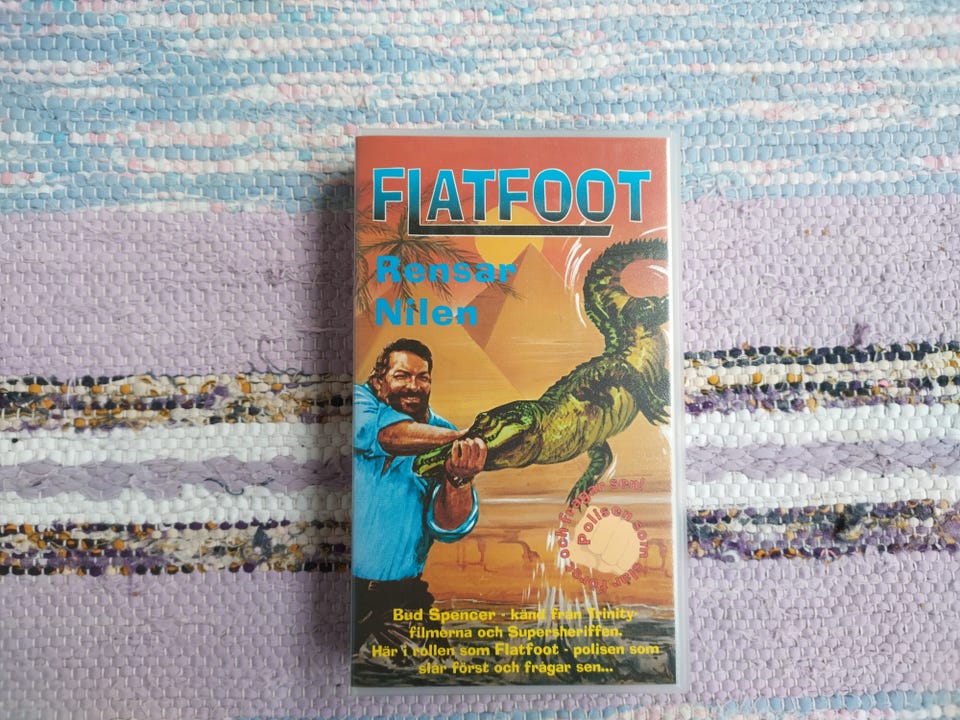 FLATFOOT
Rensar
Nilen
Polisen som slår först
och frågar sen!
Bud Spencer - känd från Trinity-
filmerna och Supersheriffen.
Här i rollen som Flatfoot - polisen som
slår först och frågar sen...